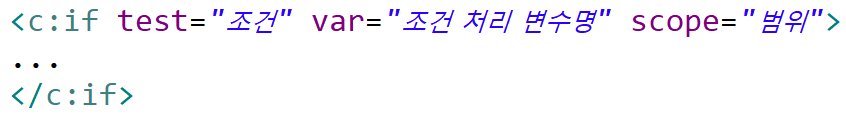 <c:if test="조건" var="조건 처리 변수명" scope="범위">
...
</c:if>